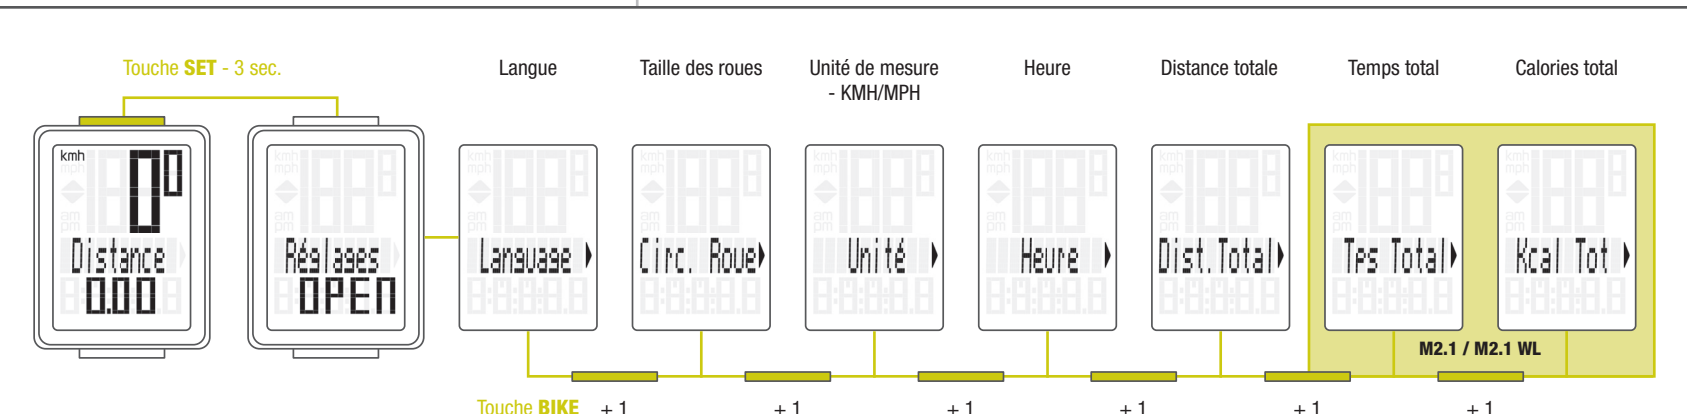 Touche SET - 3 sec.
Langue
Taille des roues
Unité de mesure
- KMH/MPH
Heure
Distance totale
Temps total
Calories total
kmh
Distance
0.00
Réglages
OPEN
Language
Circ. Roue
Unité
Heure
Dist.Total
Tps Total
Kcal Tot
M2.1 / M2.1 WL
Touche BIKE + 1 + 1 + 1 + 1 + 1 + 1